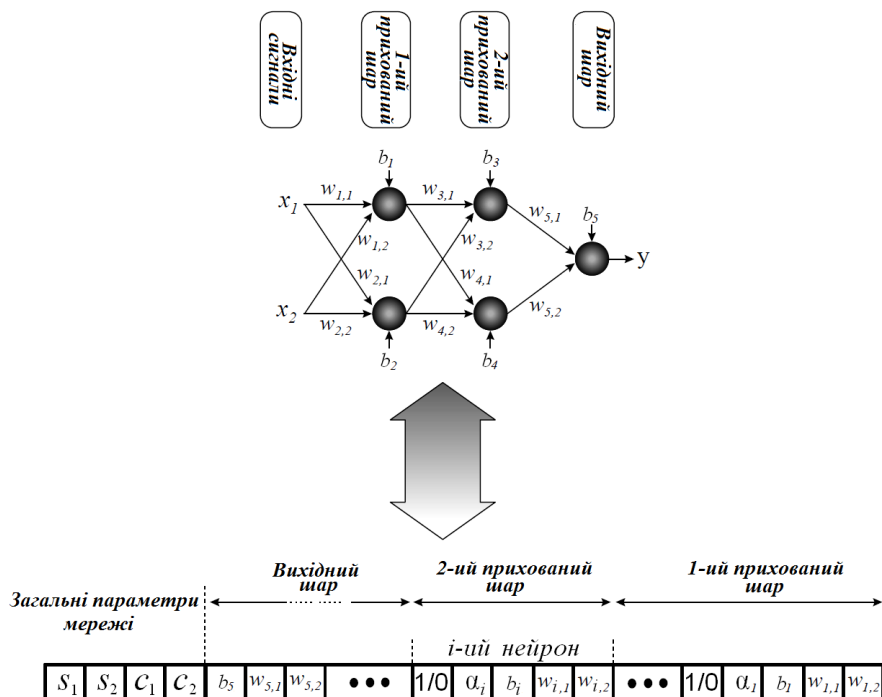 Вхідні
сигнали
1-ий
прихований
шар
2-ий
прихований
шар
Вихідний
шар
b1 b3
x1 w1,1 w3,1 w5,1 b5
w1,2 w3,2 y
w2,1 w4,1
x2 w2,2 w4,2 w5,2
b2 b4
Загальні параметри
мережі
Вихідний
шар
2-ий прихований
шар
1-ий прихований
шар
i-ий нейрон
S1 S2 C1 C2 b5 w5,1 w5,2 ••• 1/0 αi bi wi,1 wi,2 ••• 1/0 α1 b1 w1,1 w1,2